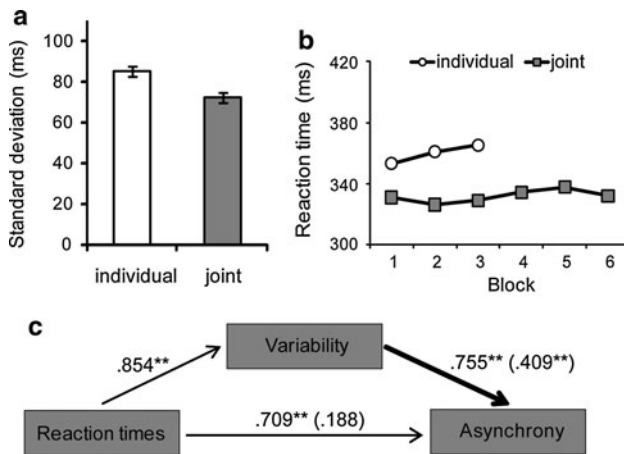 a
Standard deviation (ms)
100
80
60
40
20
0
individual
joint
b
individual
joint
Reaction time (ms)
420
380
340
300
1 2 3 4 5 6
Block
c
Variability
.854**
.755** (.409**)
.709** (.188)
Reaction times
Asynchrony